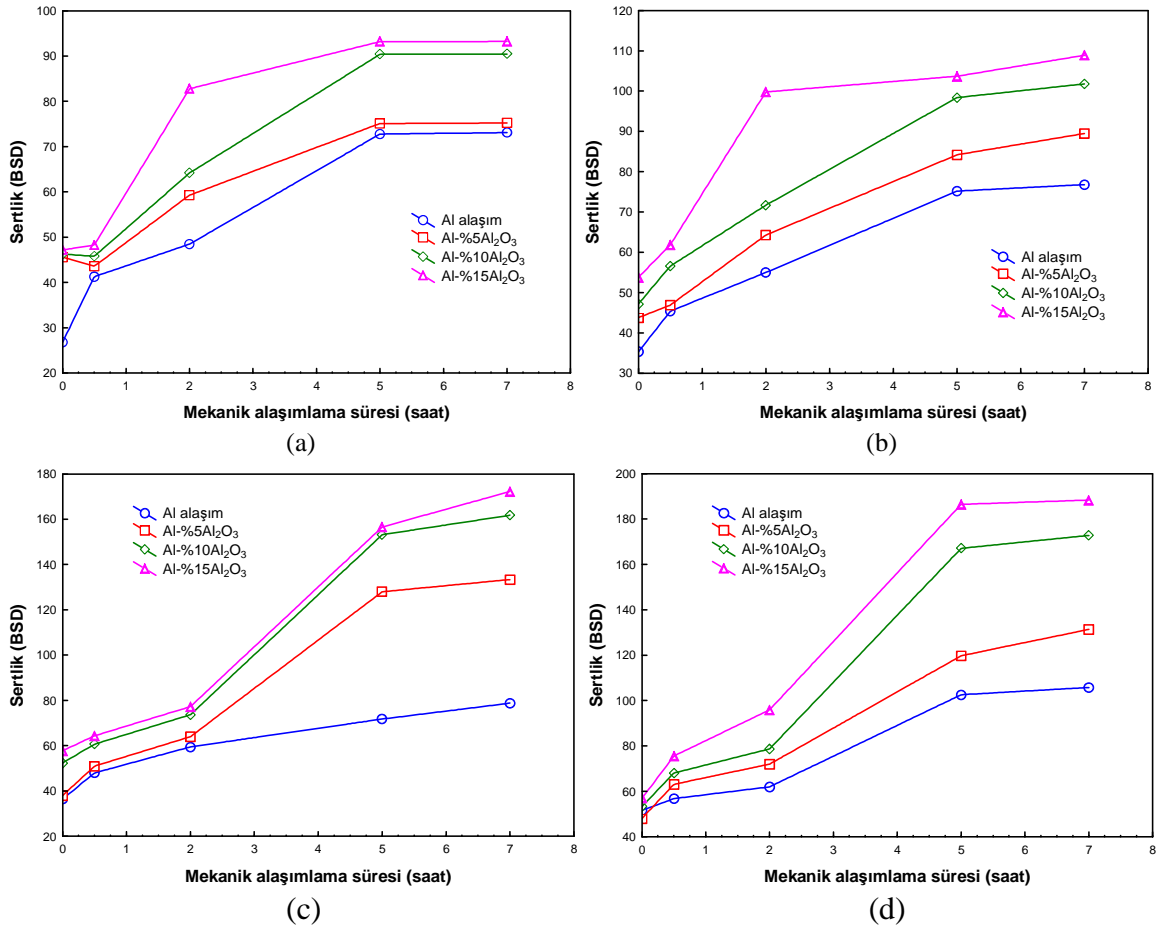 100
90
80
70
60
50
40
30
20
0
1
2
3
4
5
6
7
8
Sertlik (BSD)
Al alaşım
Al-%5Al₂O₃
Al-%10Al₂O₃
Al-%15Al₂O₃
Mekanik alaşımlama süresi (saat)
(a)
120
110
100
90
80
70
60
50
40
30
0
1
2
3
4
5
6
7
8
Sertlik (BSD)
Al alaşım
Al-%5Al₂O₃
Al-%10Al₂O₃
Al-%15Al₂O₃
Mekanik alaşımlama süresi (saat)
(b)
180
160
140
120
100
80
60
40
20
0
1
2
3
4
5
6
7
8
Sertlik (BSD)
Al alaşım
Al-%5Al₂O₃
Al-%10Al₂O₃
Al-%15Al₂O₃
Mekanik alaşımlama süresi (saat)
(c)
200
180
160
140
120
100
80
60
40
0
1
2
3
4
5
6
7
8
Sertlik (BSD)
Al alaşım
Al-%5Al₂O₃
Al-%10Al₂O₃
Al-%15Al₂O₃
Mekanik alaşımlama süresi (saat)
(d)